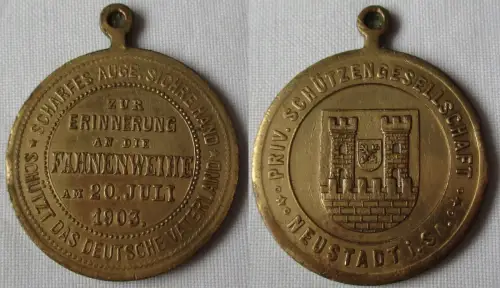 SCHARFES AUGE, SICHRE HAND
SCHÜTZT DAS DEUTSCHE VATERLAND
ZUR
ERINNERUNG
AN DIE
FAHNENWEIHE
AM 20. JULI
1903.
PRIV. SCHÜTZENGESELLSCHAFT
NEUSTADT i. SA.